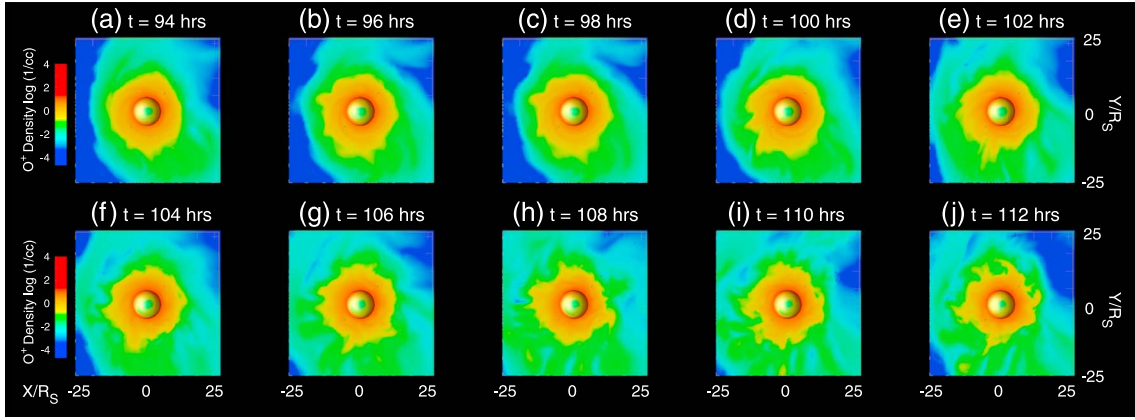 (a) t = 94 hrs (b) t = 96 hrs (c) t = 98 hrs (d) t = 100 hrs (e) t = 102 hrs
O⁺ Density log (1/cc)
4
2
0
-2
-4
25
0
-25
Y/R_S
(f) t = 104 hrs (g) t = 106 hrs (h) t = 108 hrs (i) t = 110 hrs (j) t = 112 hrs
O⁺ Density log (1/cc)
4
2
0
-2
-4
25
0
-25
Y/R_S
X/R_S -25 0 25 -25 0 25 -25 0 25 -25 0 25 -25 0 25